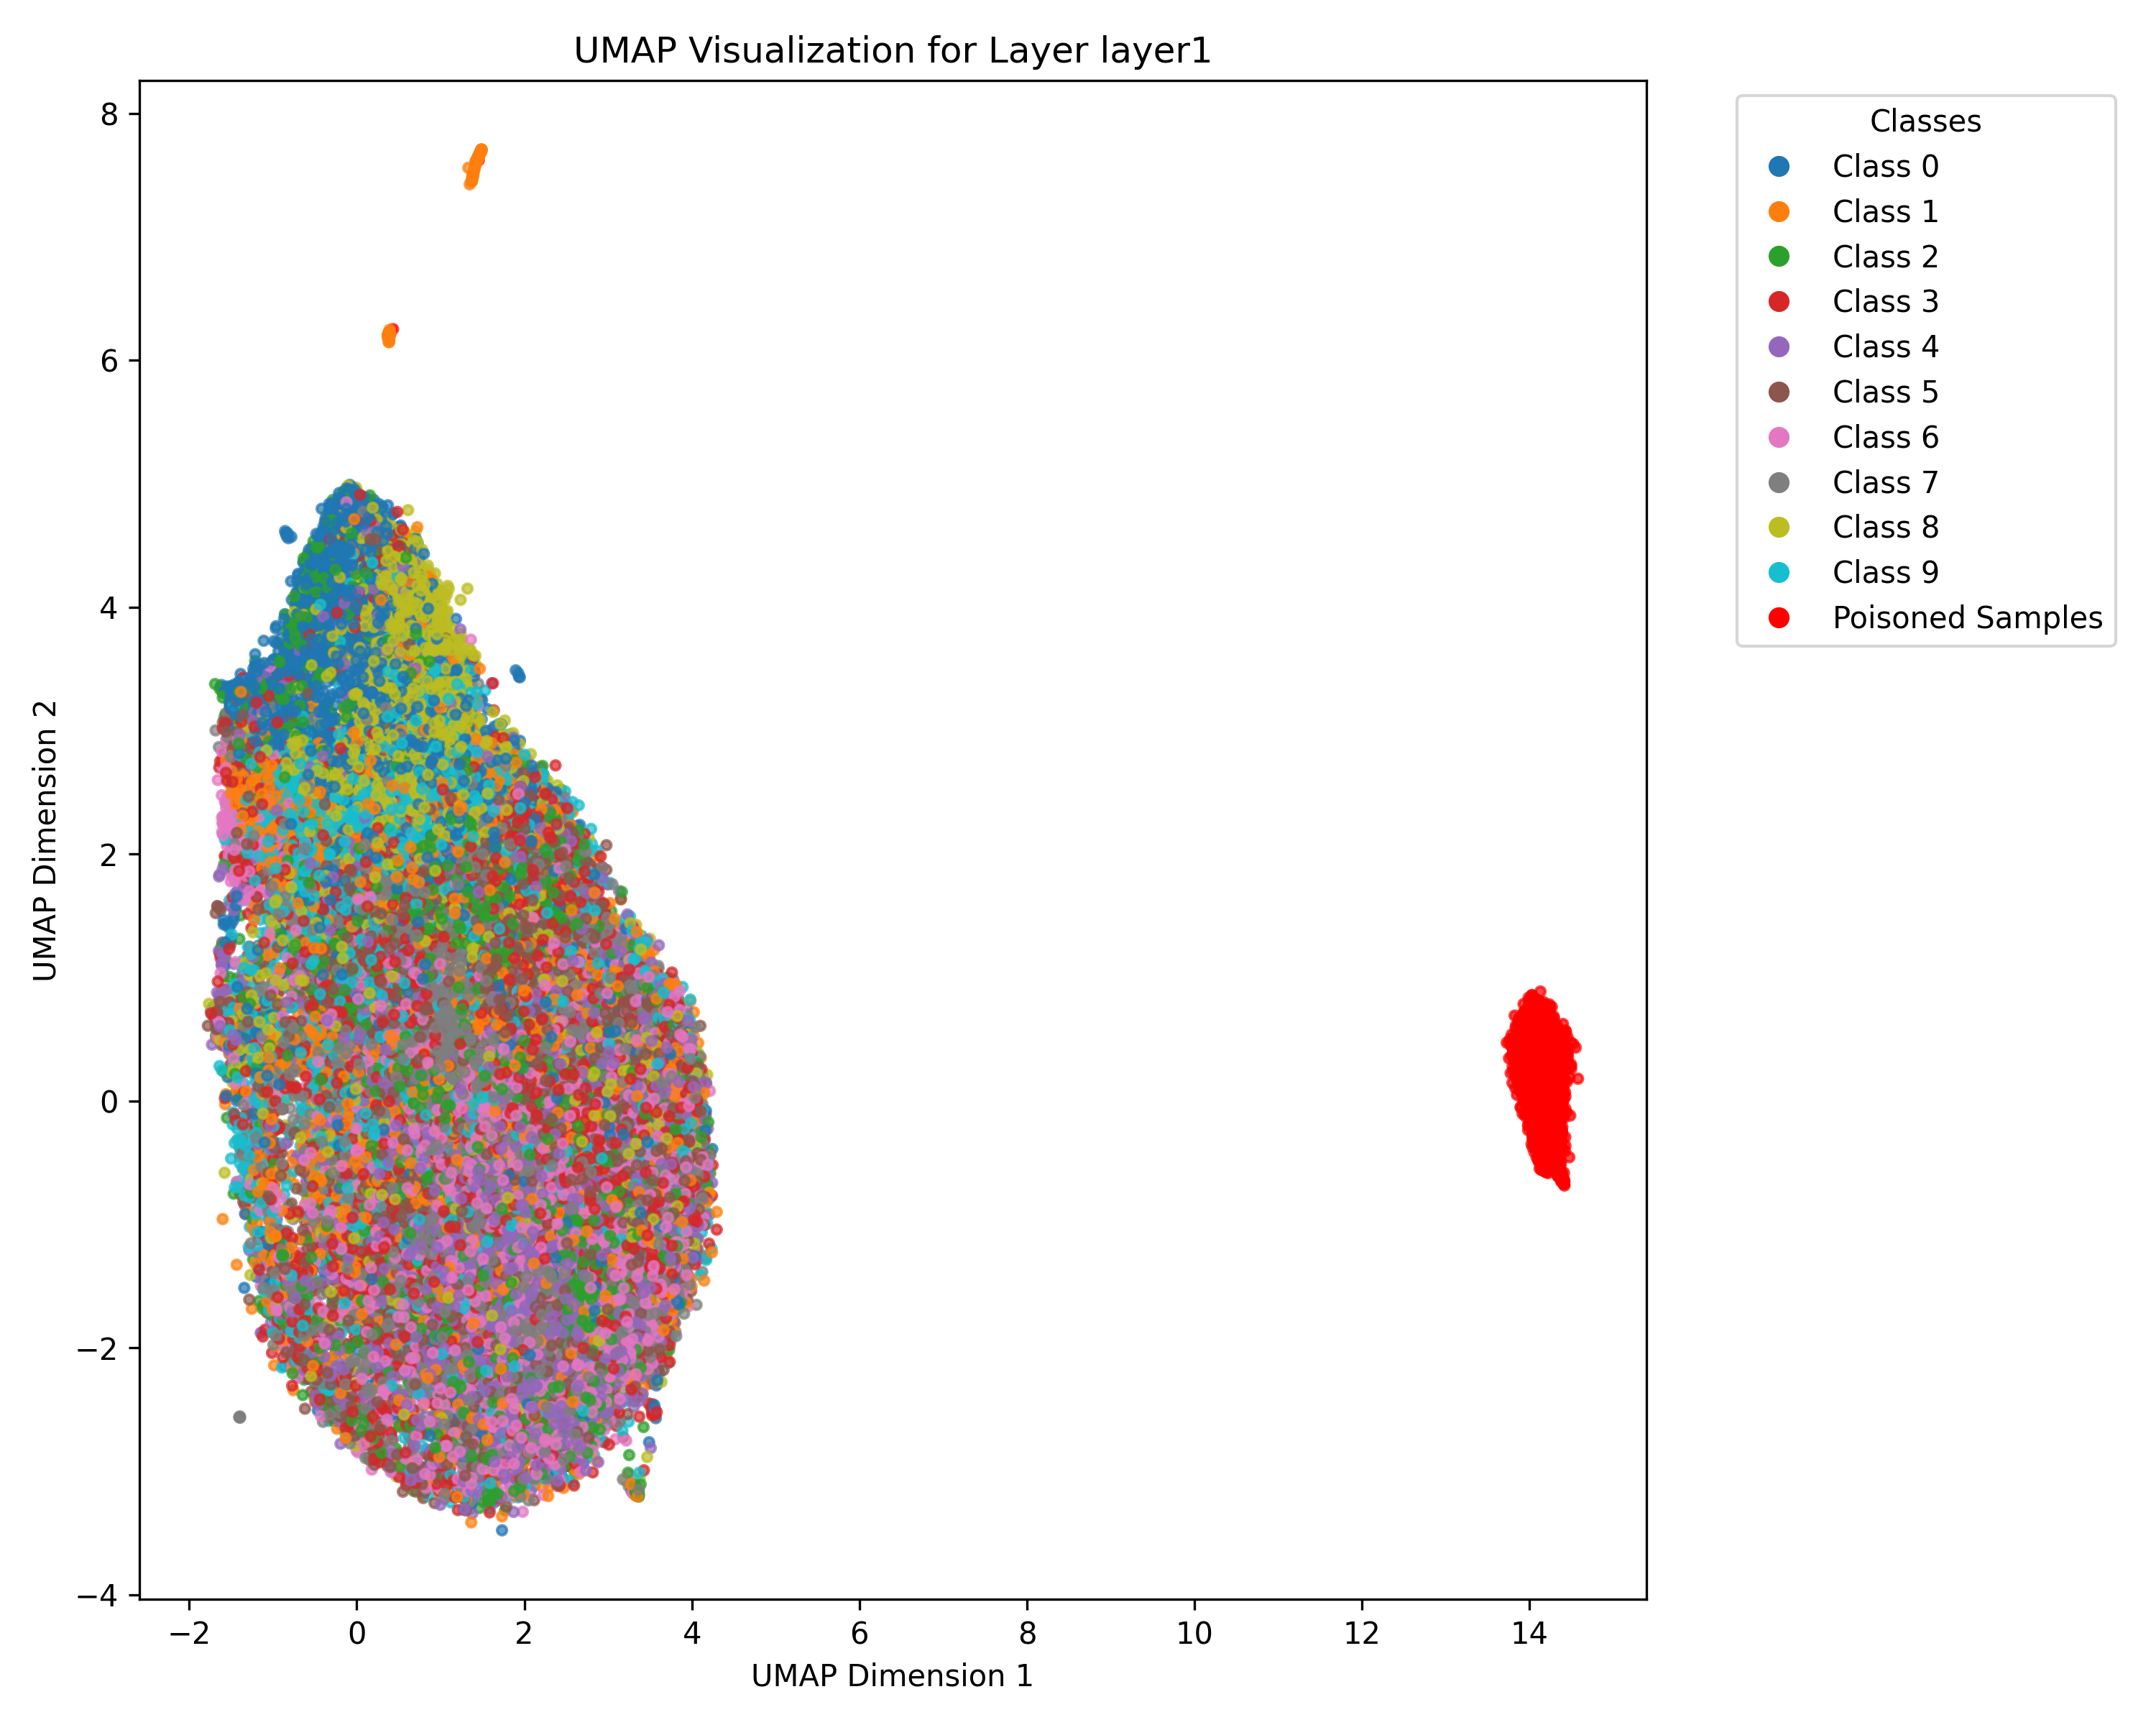 UMAP Visualization for Layer layer1
8
6
4
2
0
−2
−4
−2
0
2
4
6
8
10
12
14
UMAP Dimension 1
UMAP Dimension 2
Classes
Class 0
Class 1
Class 2
Class 3
Class 4
Class 5
Class 6
Class 7
Class 8
Class 9
Poisoned Samples